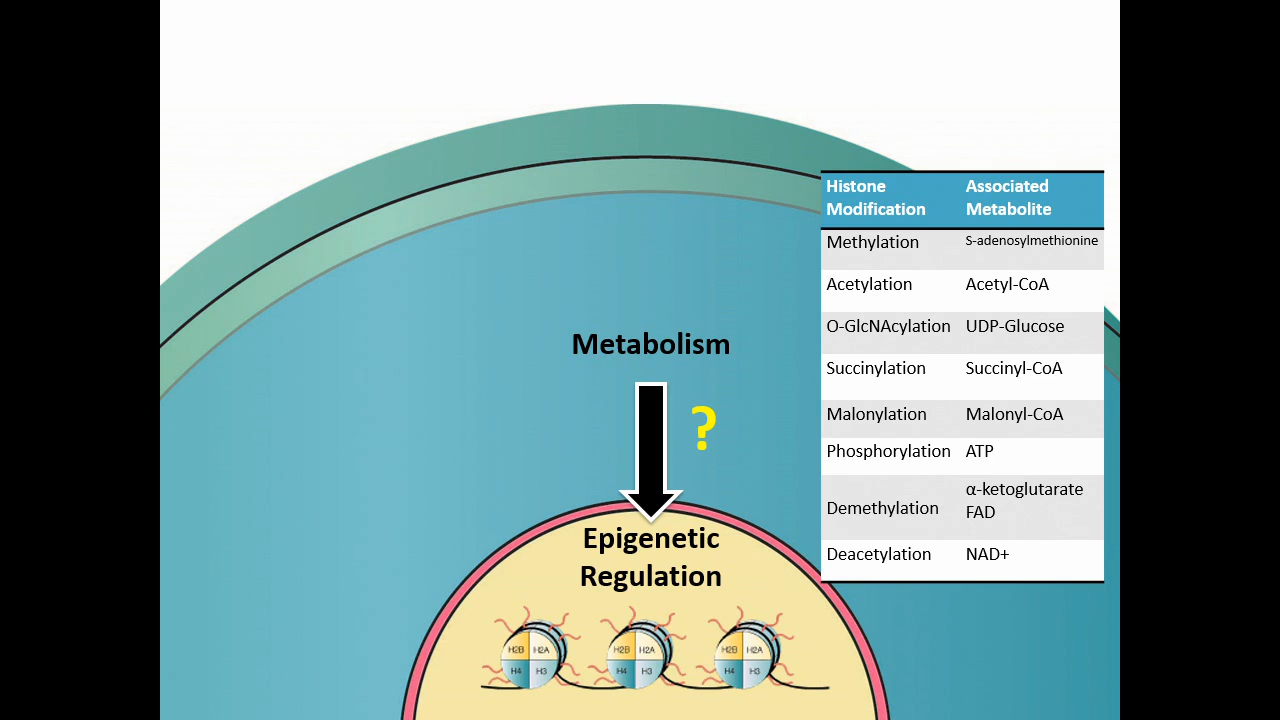 Histone Modification
Associated Metabolite
Methylation S-adenosylmethionine
Acetylation Acetyl-CoA
O-GlcNAcylation UDP-Glucose
Succinylation Succinyl-CoA
Malonylation Malonyl-CoA
Phosphorylation ATP
Demethylation α-ketoglutarate
FAD
Deacetylation NAD+
Metabolism
?
Epigenetic
Regulation
H2B H2A H2B H2A H2B H2A
H4 H3 H4 H3 H4 H3